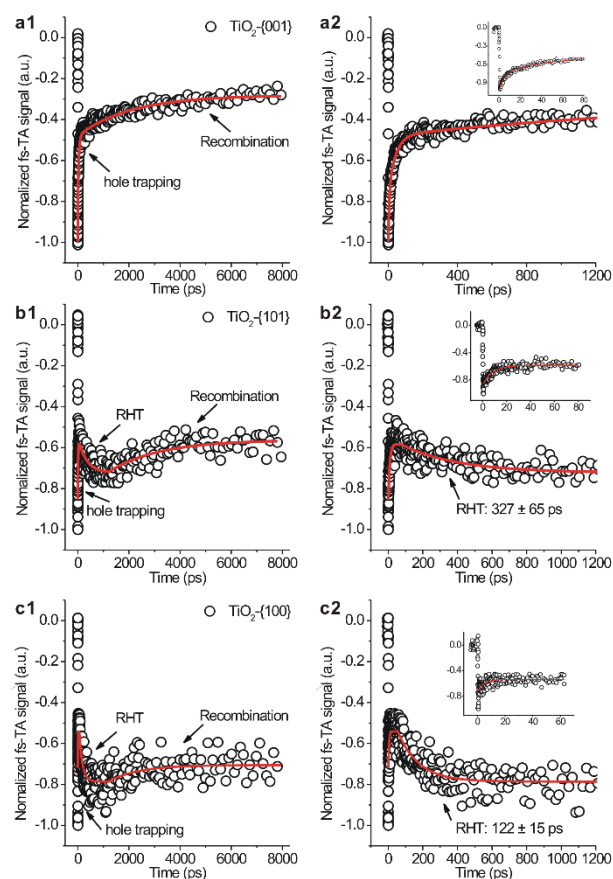 a1
TiO2-{001}
Nomalized fs-TA signal (a.u.)
0.0
-0.2
-0.4
-0.6
-0.8
-1.0
Recombination
hole trapping
0 2000 4000 6000 8000
Time (ps)
a2
Nomalized fs-TA signal (a.u.)
0.0
-0.2
-0.4
-0.6
-0.8
-1.0
0.0
-0.3
-0.6
-0.9
0 20 40 60 80
0 400 800 1200
Time (ps)
b1
TiO2-{101}
Nomalized fs-TA signal (a.u.)
0.0
-0.2
-0.4
-0.6
-0.8
-1.0
Recombination
RHT
hole trapping
0 2000 4000 6000 8000
Time (ps)
b2
Nomalized fs-TA signal (a.u.)
0.0
-0.2
-0.4
-0.6
-0.8
-1.0
0.0
-0.4
-0.8
0 20 40 60 80
RHT: 327 ± 65 ps
0 200 400 600 800 1000 1200
Time (ps)
c1
TiO2-{100}
Nomalized fs-TA signal (a.u.)
0.0
-0.2
-0.4
-0.6
-0.8
-1.0
Recombination
RHT
hole trapping
0 2000 4000 6000 8000
Time (ps)
c2
Nomalized fs-TA signal (a.u.)
0.0
-0.2
-0.4
-0.6
-0.8
-1.0
0.0
-0.4
-0.8
0 20 40 60
RHT: 122 ± 15 ps
0 200 400 600 800 1000 1200
Time (ps)